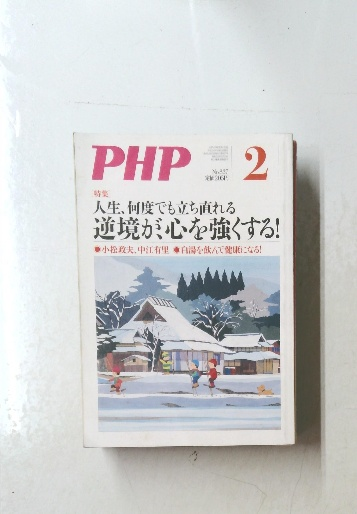 PHP
2
特集
人生、何度でも立ち直れる
逆境が、心を強くする!
●小松政夫、中江有里 ●白湯を飲んで健康になる!